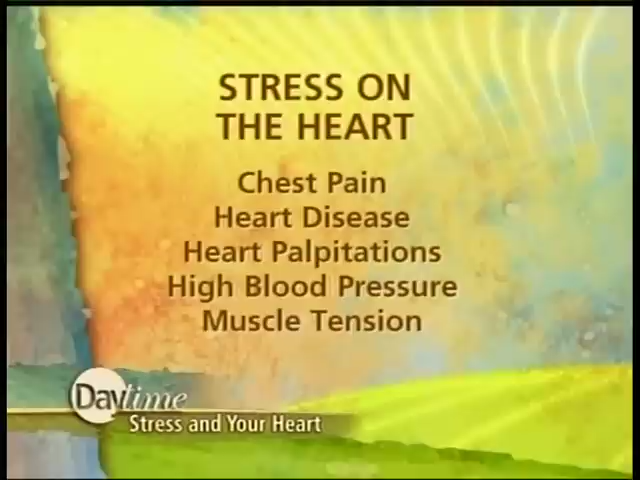 STRESS ON
THE HEART
Chest Pain
Heart Disease
Heart Palpitations
High Blood Pressure
Muscle Tension
Daytime
Stress and Your Heart